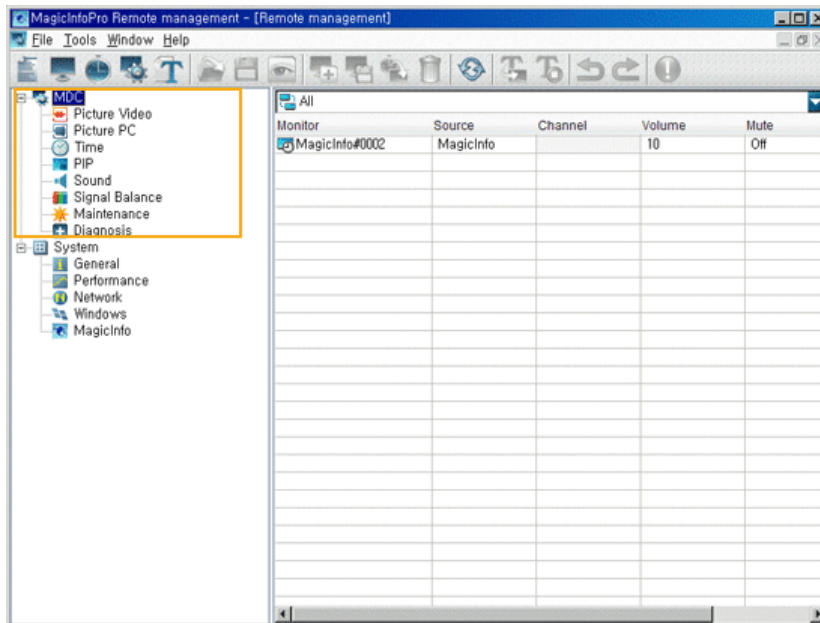 MagicInfoPro Remote management - [Remote management]
File Tools Window Help
MDC
Picture Video
Picture PC
Time
PIP
Sound
Signal Balance
Maintenance
Diagnosis
System
General
Performance
Network
Windows
MagicInfo
All
Monitor Source Channel Volume Mute
MagicInfo#0002 MagicInfo 10 Off